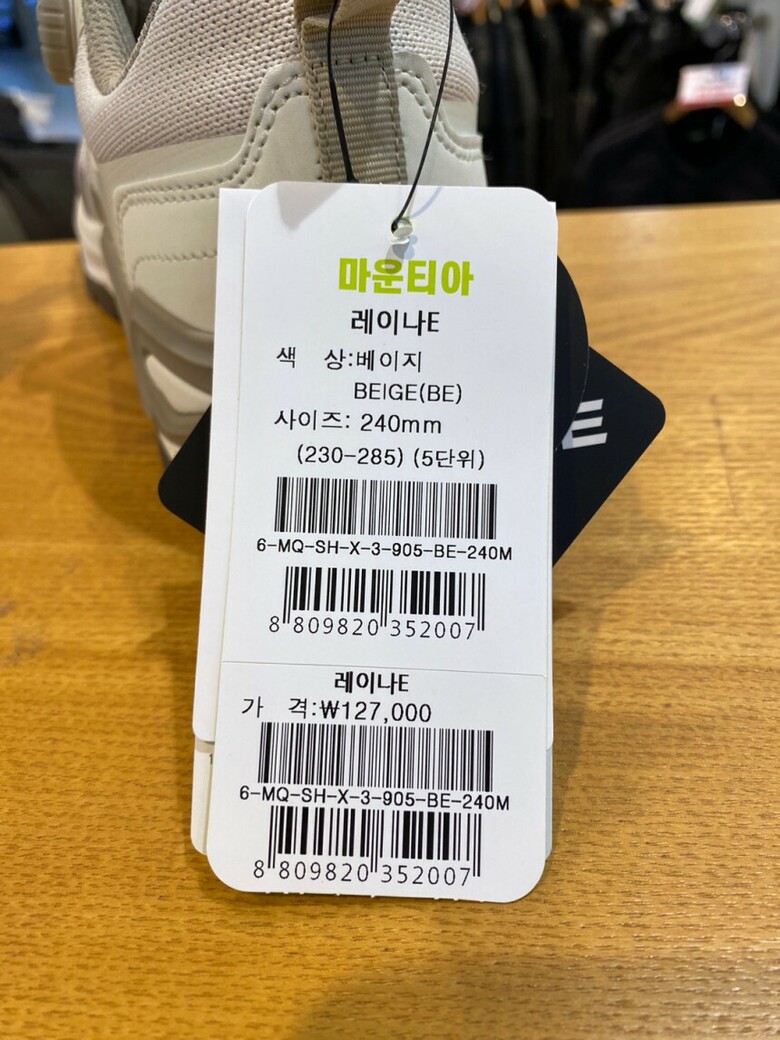 마운티아
레이나E
색 상:베이지
BEIGE(BE)
사이즈: 240mm
(230-285) (5단위)
6-MQ-SH-X-3-905-BE-240M
8 809820 352007
레이나E
가 격:₩127,000
6-MQ-SH-X-3-905-BE-240M
8 809820 352007
E